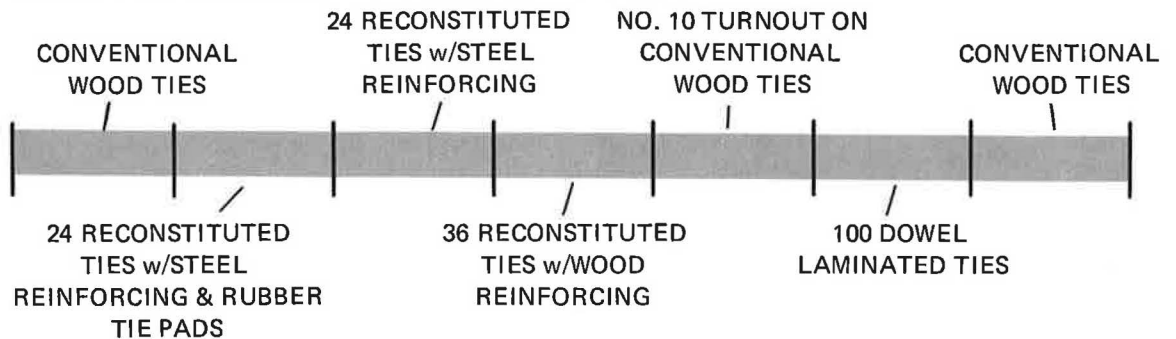 CONVENTIONAL
WOOD TIES
24 RECONSTITUTED
TIES w/STEEL
REINFORCING
NO. 10 TURNOUT ON
CONVENTIONAL
WOOD TIES
CONVENTIONAL
WOOD TIES
24 RECONSTITUTED
TIES w/STEEL
REINFORCING & RUBBER
TIE PADS
36 RECONSTITUTED
TIES w/WOOD
REINFORCING
100 DOWEL
LAMINATED TIES